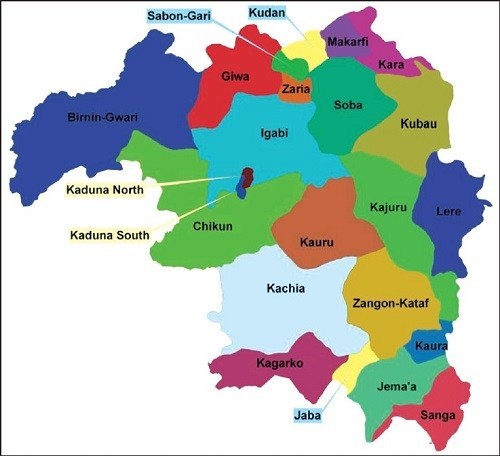 Kudan
Sabon-Gari
Makarfi
Kara
Giwa
Zaria
Soba
Birnin-Gwari
Igabi
Kubau
Kaduna North
Kajuru
Lere
Kaduna South
Chikun
Kauru
Kachia
Zangon-Kataf
Kaura
Kagarko
Jema'a
Jaba
Sanga